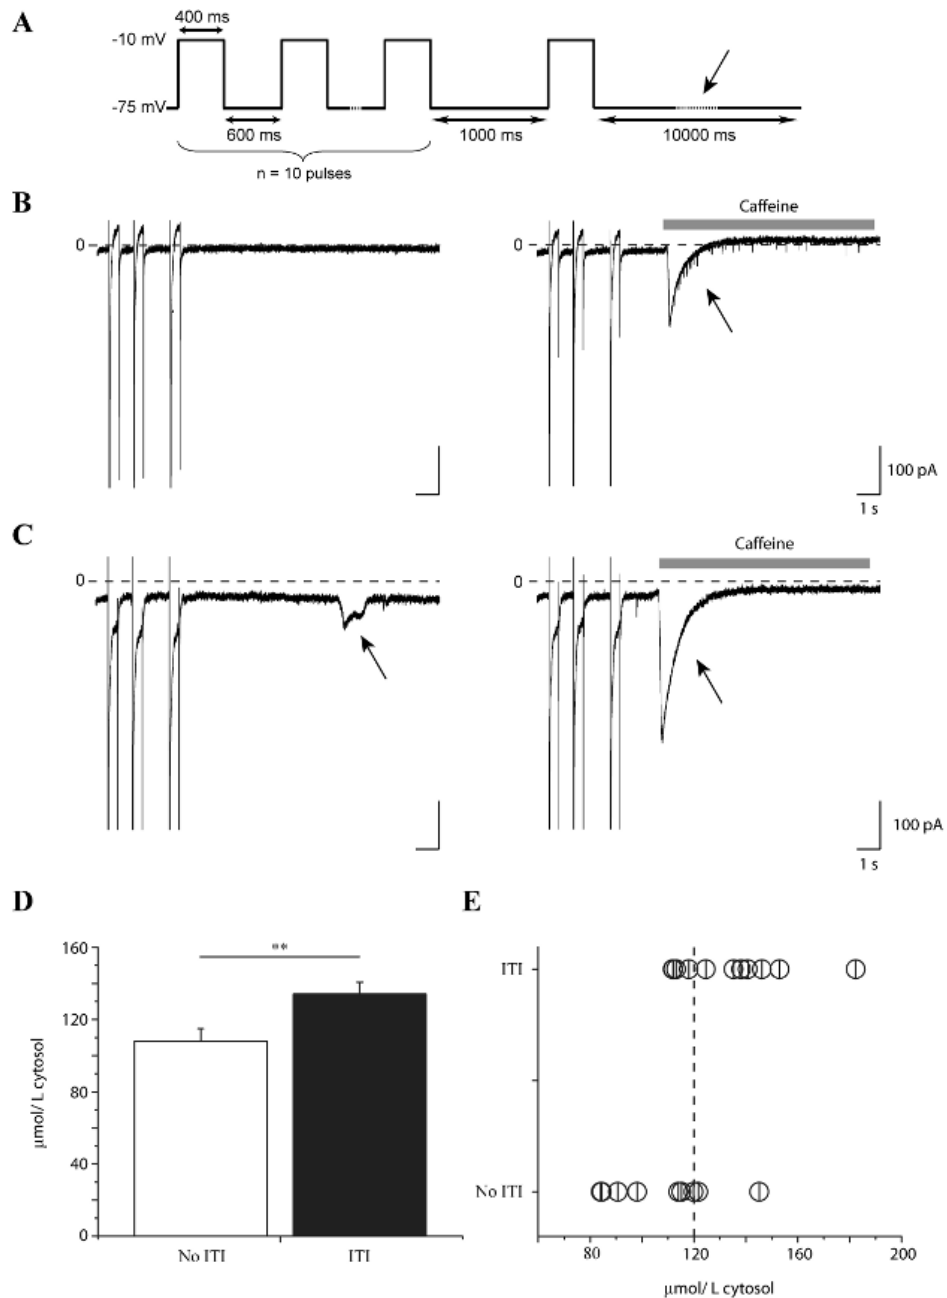 A
400 ms
-10 mV
-75 mV
600 ms
1000 ms
10000 ms
n = 10 pulses
B
Caffeine
0
0
100 pA
1 s
C
Caffeine
0
0
100 pA
1 s
D
E
160
120
80
40
0
**
μmol/ L cytosol
No ITI
ITI
ITI
No ITI
80
120
160
200
μmol/ L cytosol